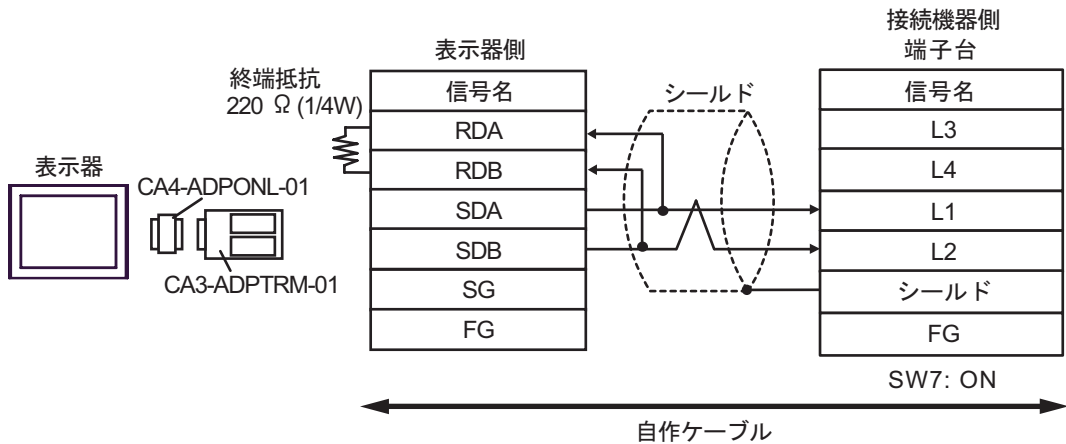 表示器
CA4-ADPONL-01
CA3-ADPTRM-01
終端抵抗
220 Ω (1/4W)
表示器側
信号名
RDA
RDB
SDA
SDB
SG
FG
シールド
接続機器側
端子台
信号名
L3
L4
L1
L2
シールド
FG
SW7: ON
自作ケーブル